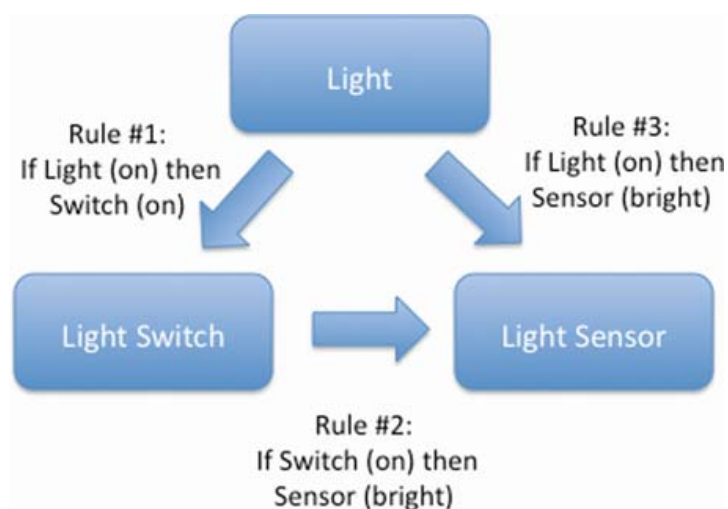 Light
Rule #1:
If Light (on) then
Switch (on)
Rule #3:
If Light (on) then
Sensor (bright)
Light Switch
Light Sensor
Rule #2:
If Switch (on) then
Sensor (bright)